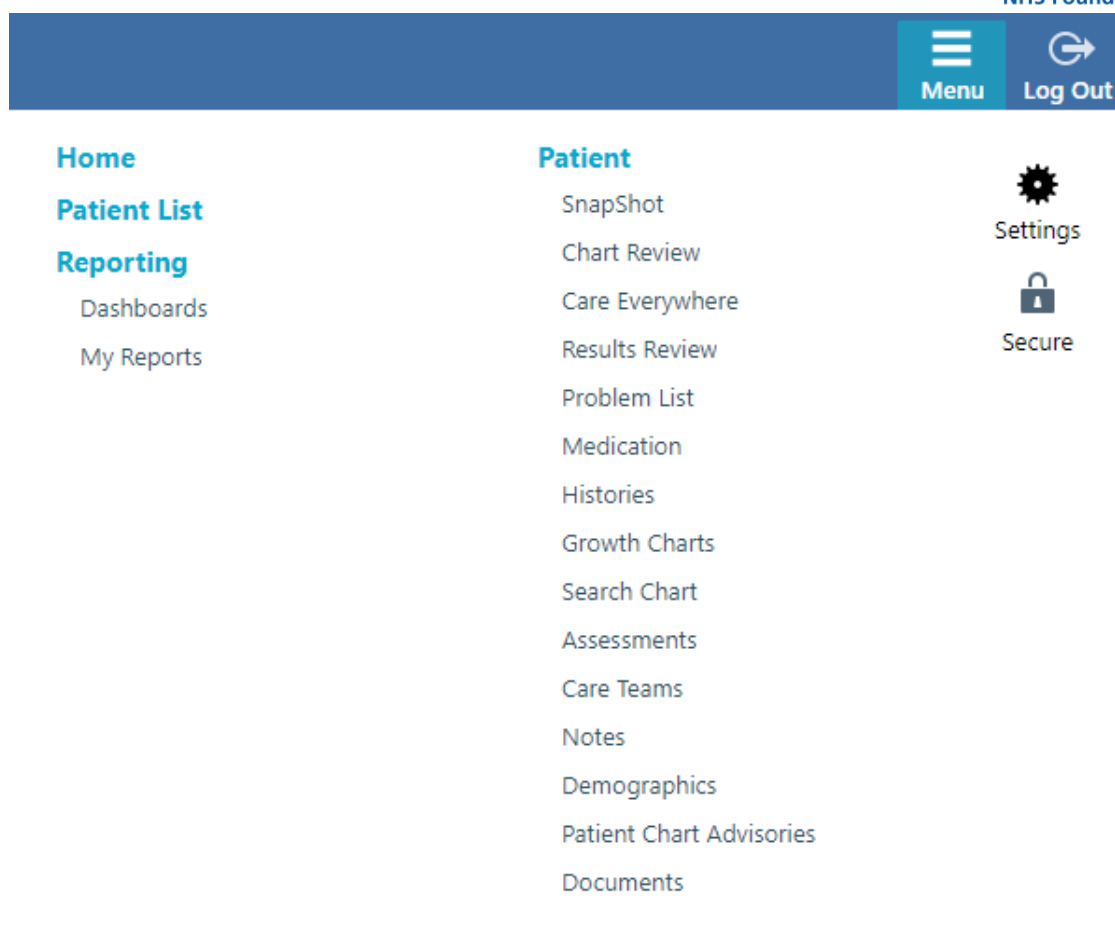 Menu
Log Out
Home
Patient List
Reporting
Dashboards
My Reports
Patient
SnapShot
Chart Review
Care Everywhere
Results Review
Problem List
Medication
Histories
Growth Charts
Search Chart
Assessments
Care Teams
Notes
Demographics
Patient Chart Advisories
Documents
Settings
Secure